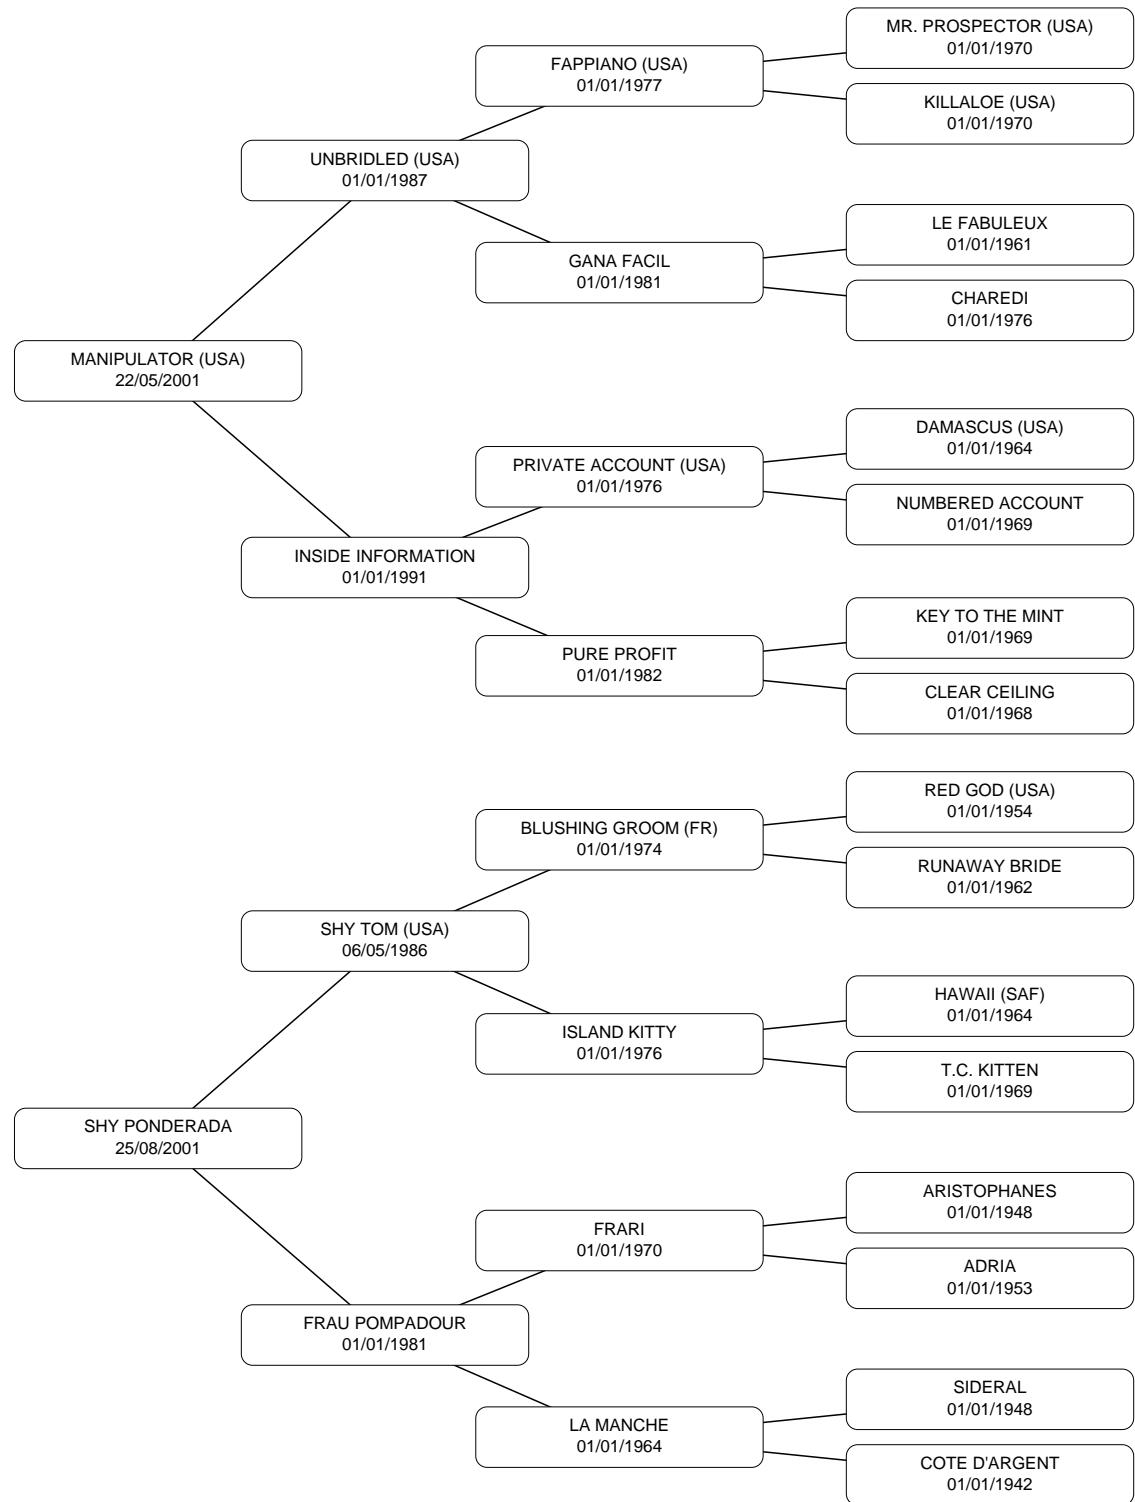 MR. PROSPECTOR (USA)
01/01/1970
FAPPIANO (USA)
01/01/1977
KILLALOE (USA)
01/01/1970
UNBRIDLED (USA)
01/01/1987
LE FABULEUX
01/01/1961
GANA FACIL
01/01/1981
CHAREDI
01/01/1976
MANIPULATOR (USA)
22/05/2001
DAMASCUS (USA)
01/01/1964
PRIVATE ACCOUNT (USA)
01/01/1976
NUMBERED ACCOUNT
01/01/1969
INSIDE INFORMATION
01/01/1991
KEY TO THE MINT
01/01/1969
PURE PROFIT
01/01/1982
CLEAR CEILING
01/01/1968
RED GOD (USA)
01/01/1954
BLUSHING GROOM (FR)
01/01/1974
RUNAWAY BRIDE
01/01/1962
SHY TOM (USA)
06/05/1986
HAWAII (SAF)
01/01/1964
ISLAND KITTY
01/01/1976
T.C. KITTEN
01/01/1969
SHY PONDERADA
25/08/2001
ARISTOPHANES
01/01/1948
FRARI
01/01/1970
ADRIA
01/01/1953
FRAU POMPADOUR
01/01/1981
SIDERAL
01/01/1948
LA MANCHE
01/01/1964
COTE D'ARGENT
01/01/1942